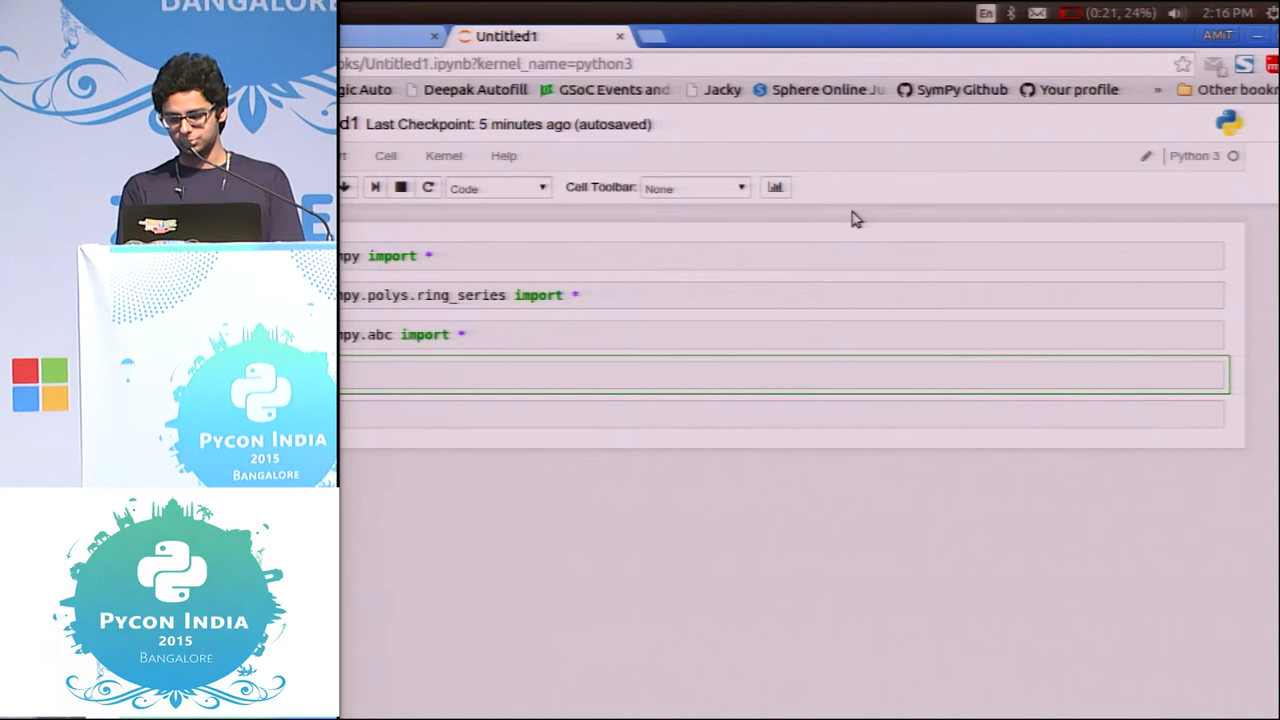 BANGALORE
En
(0:21, 24%)
2:16 PM
Untitled1
AMiT
ks/Untitled1.ipynb?kernel_name=python3
gic Auto
Deepak Autofill
GSoC Events and
Jacky
Sphere Online Ju
SymPy Github
Your profile
»
Other bookm
d1 Last Checkpoint: 5 minutes ago (autosaved)
Cell
Kernel
Help
Python 3
Code
Cell Toolbar:
None
mpy import *
mpy.polys.ring_series import *
mpy.abc import *
PYCON INDIA
2015
BANGALORE
PYCON INDIA
2015
BANGALORE